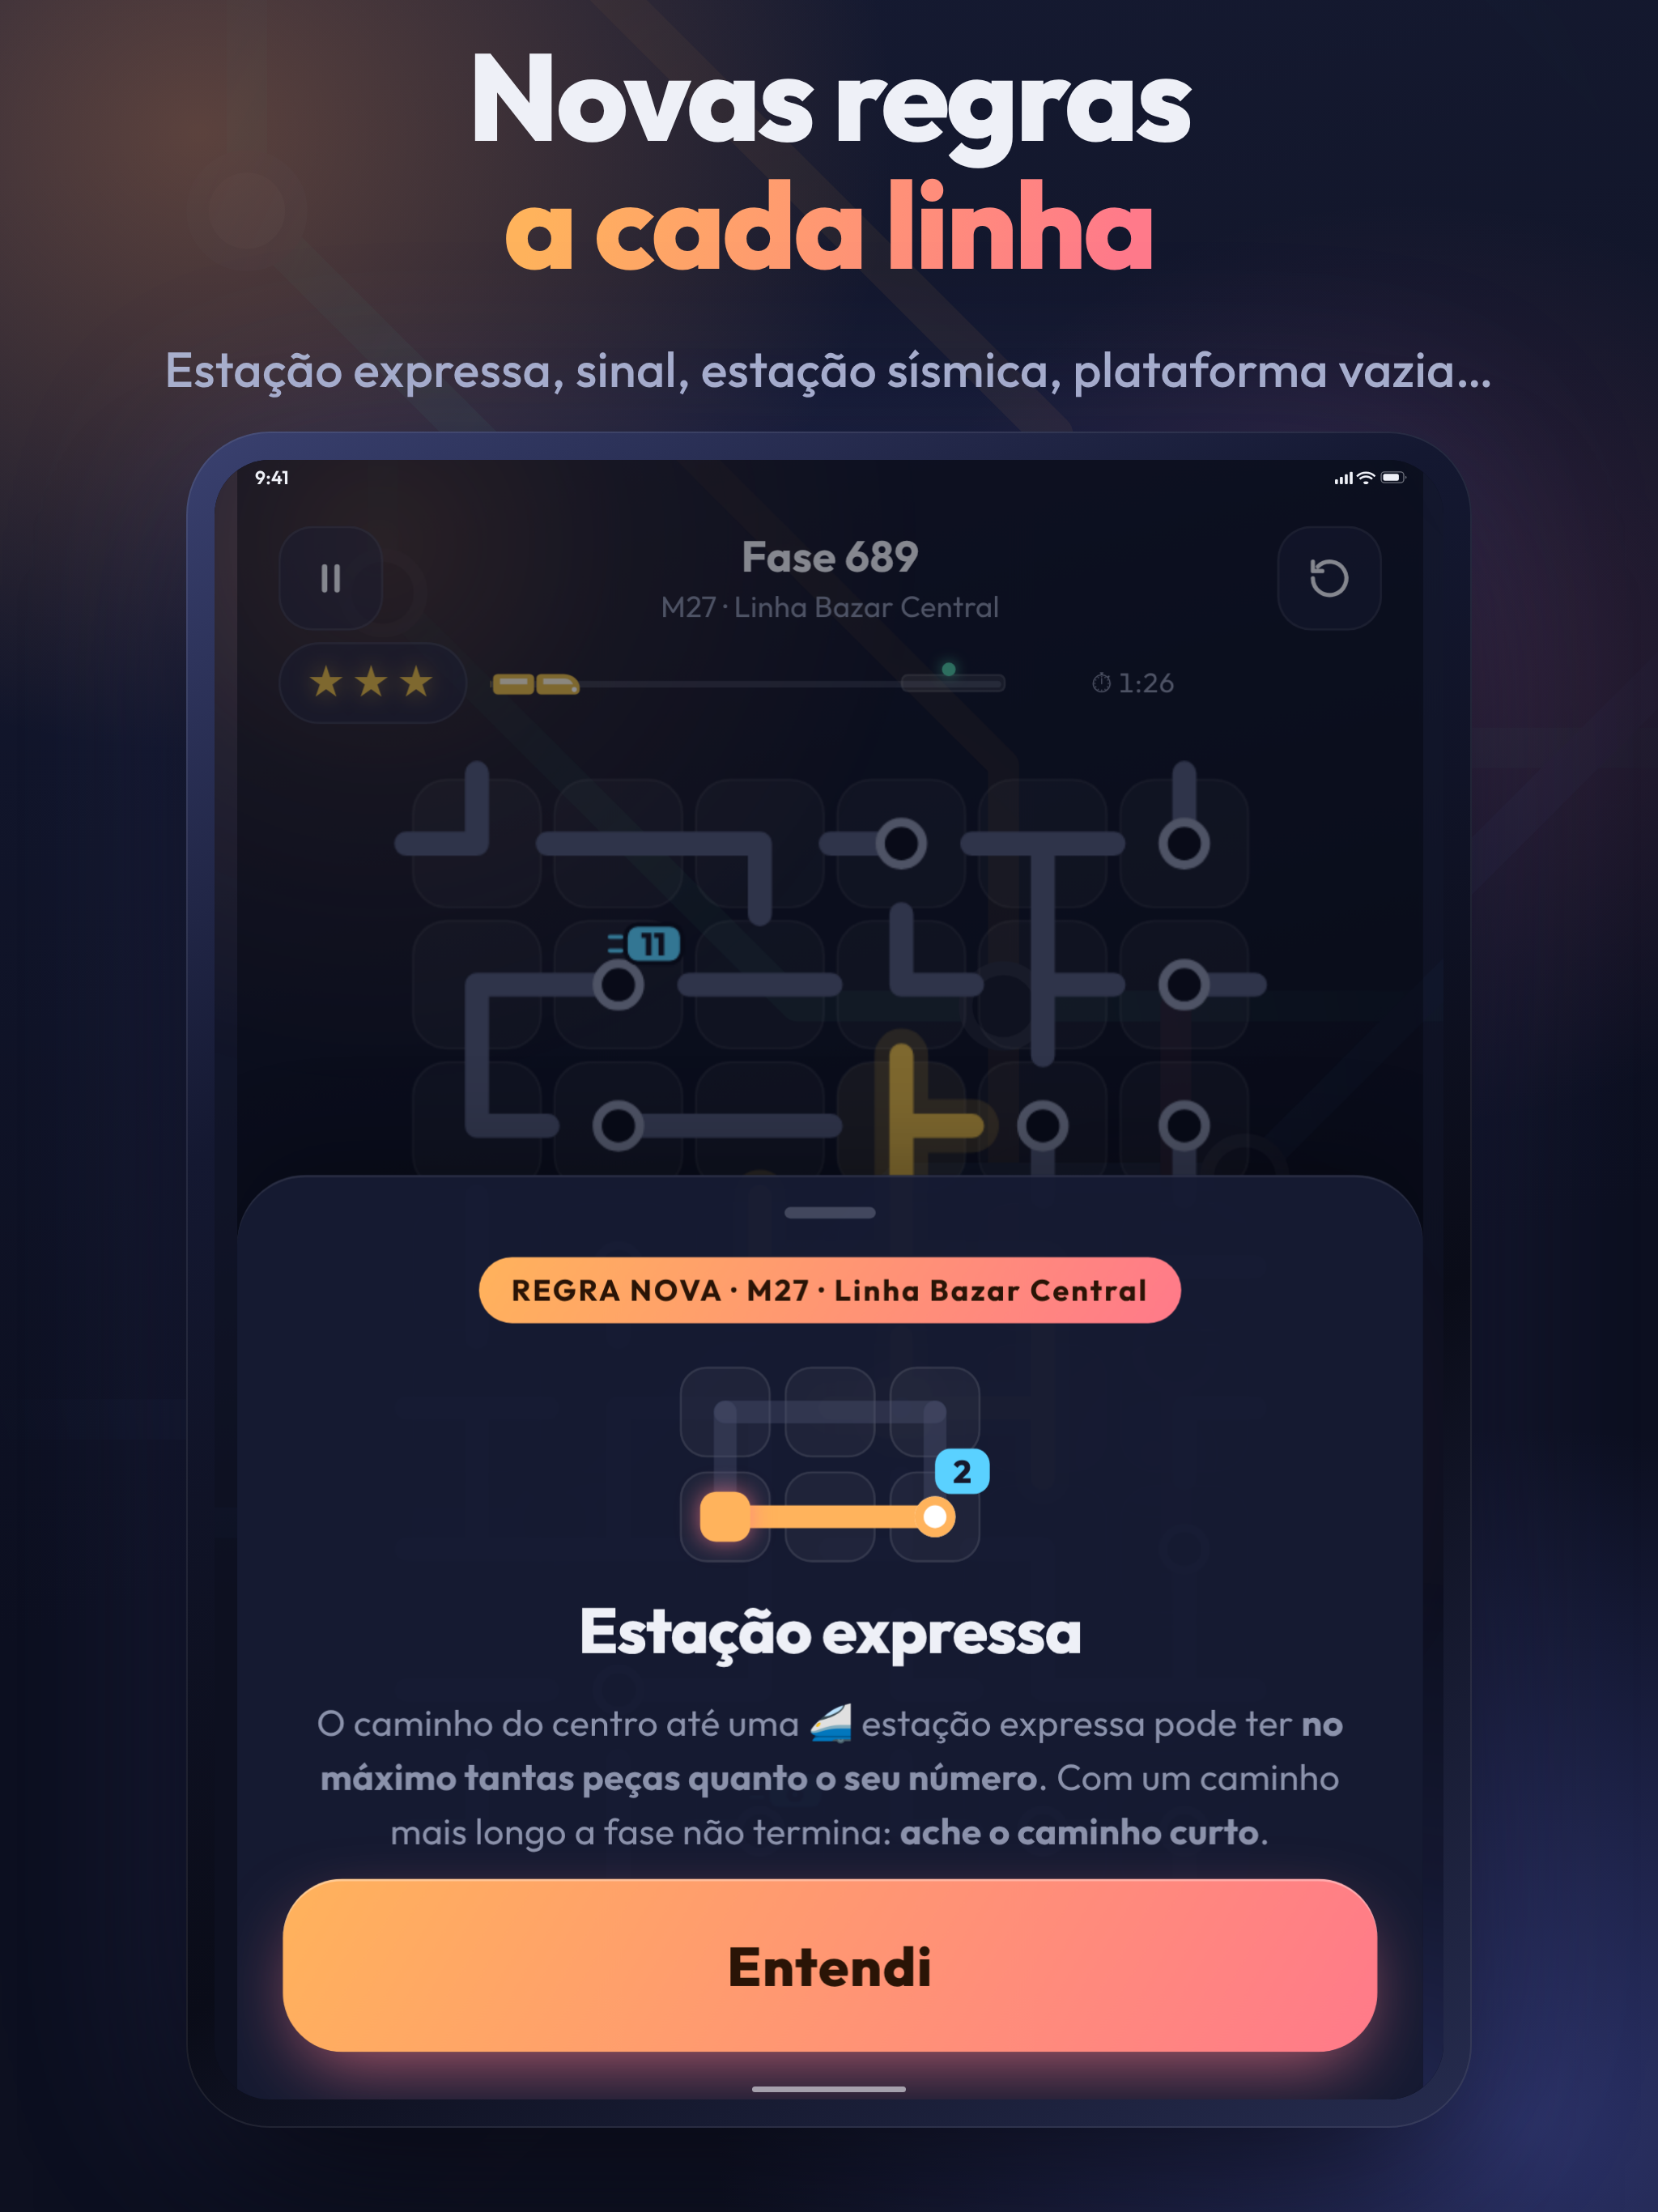 Novas regras
a cada linha
Estação expressa, sinal, estação sísmica, plataforma vazia...
9:41
Fase 689
M27 · Linha Bazar Central
1:26
11
REGRA NOVA · M27 · Linha Bazar Central
2
Estação expressa
O caminho do centro até uma 🚄 estação expressa pode ter no
máximo tantas peças quanto o seu número. Com um caminho
mais longo a fase não termina: ache o caminho curto.
Entendi